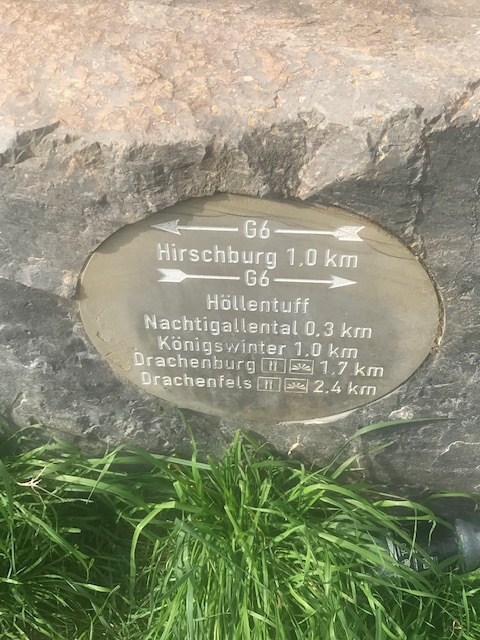 G6
Hirschburg 1,0 km
G6
Höllentuff
Nachtigallental 0.3 km
Königswinter 1.0 km
Drachenburg 1.7 km
Drachenfels 2.4 km